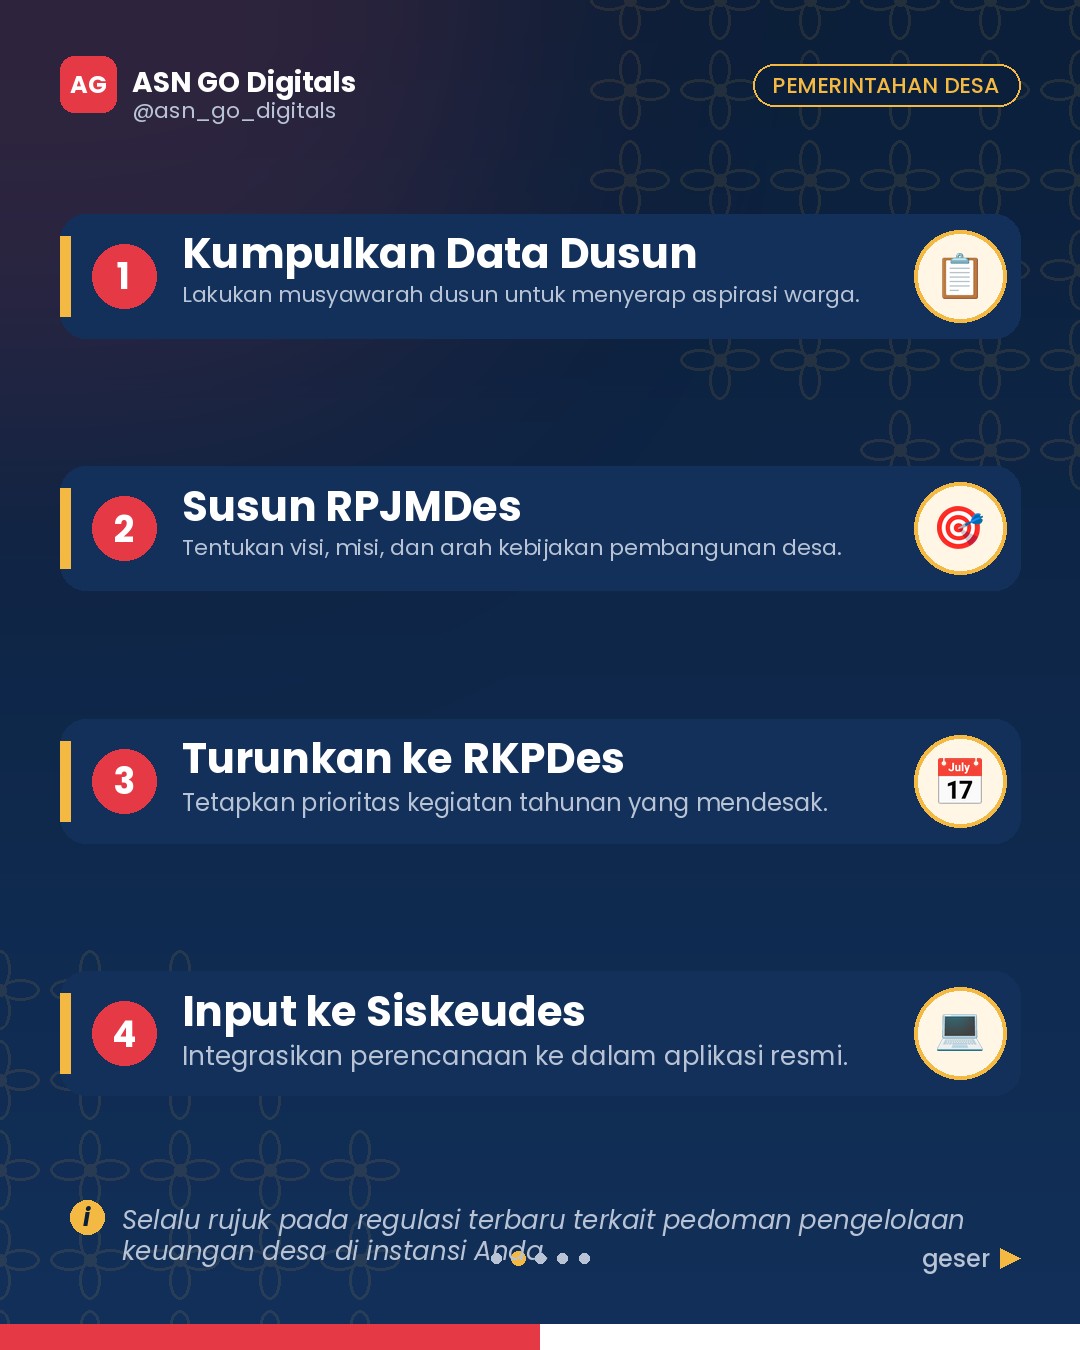 AG
ASN GO Digitals
@asn_go_digitals
PEMERINTAHAN DESA
1
Kumpulkan Data Dusun
Lakukan musyawarah dusun untuk menyerap aspirasi warga.
2
Susun RPJMDes
Tentukan visi, misi, dan arah kebijakan pembangunan desa.
3
Turunkan ke RKPDes
Tetapkan prioritas kegiatan tahunan yang mendesak.
July
17
4
Input ke Siskeudes
Integrasikan perencanaan ke dalam aplikasi resmi.
i
Selalu rujuk pada regulasi terbaru terkait pedoman pengelolaan
keuangan desa di instansi Anda.
geser